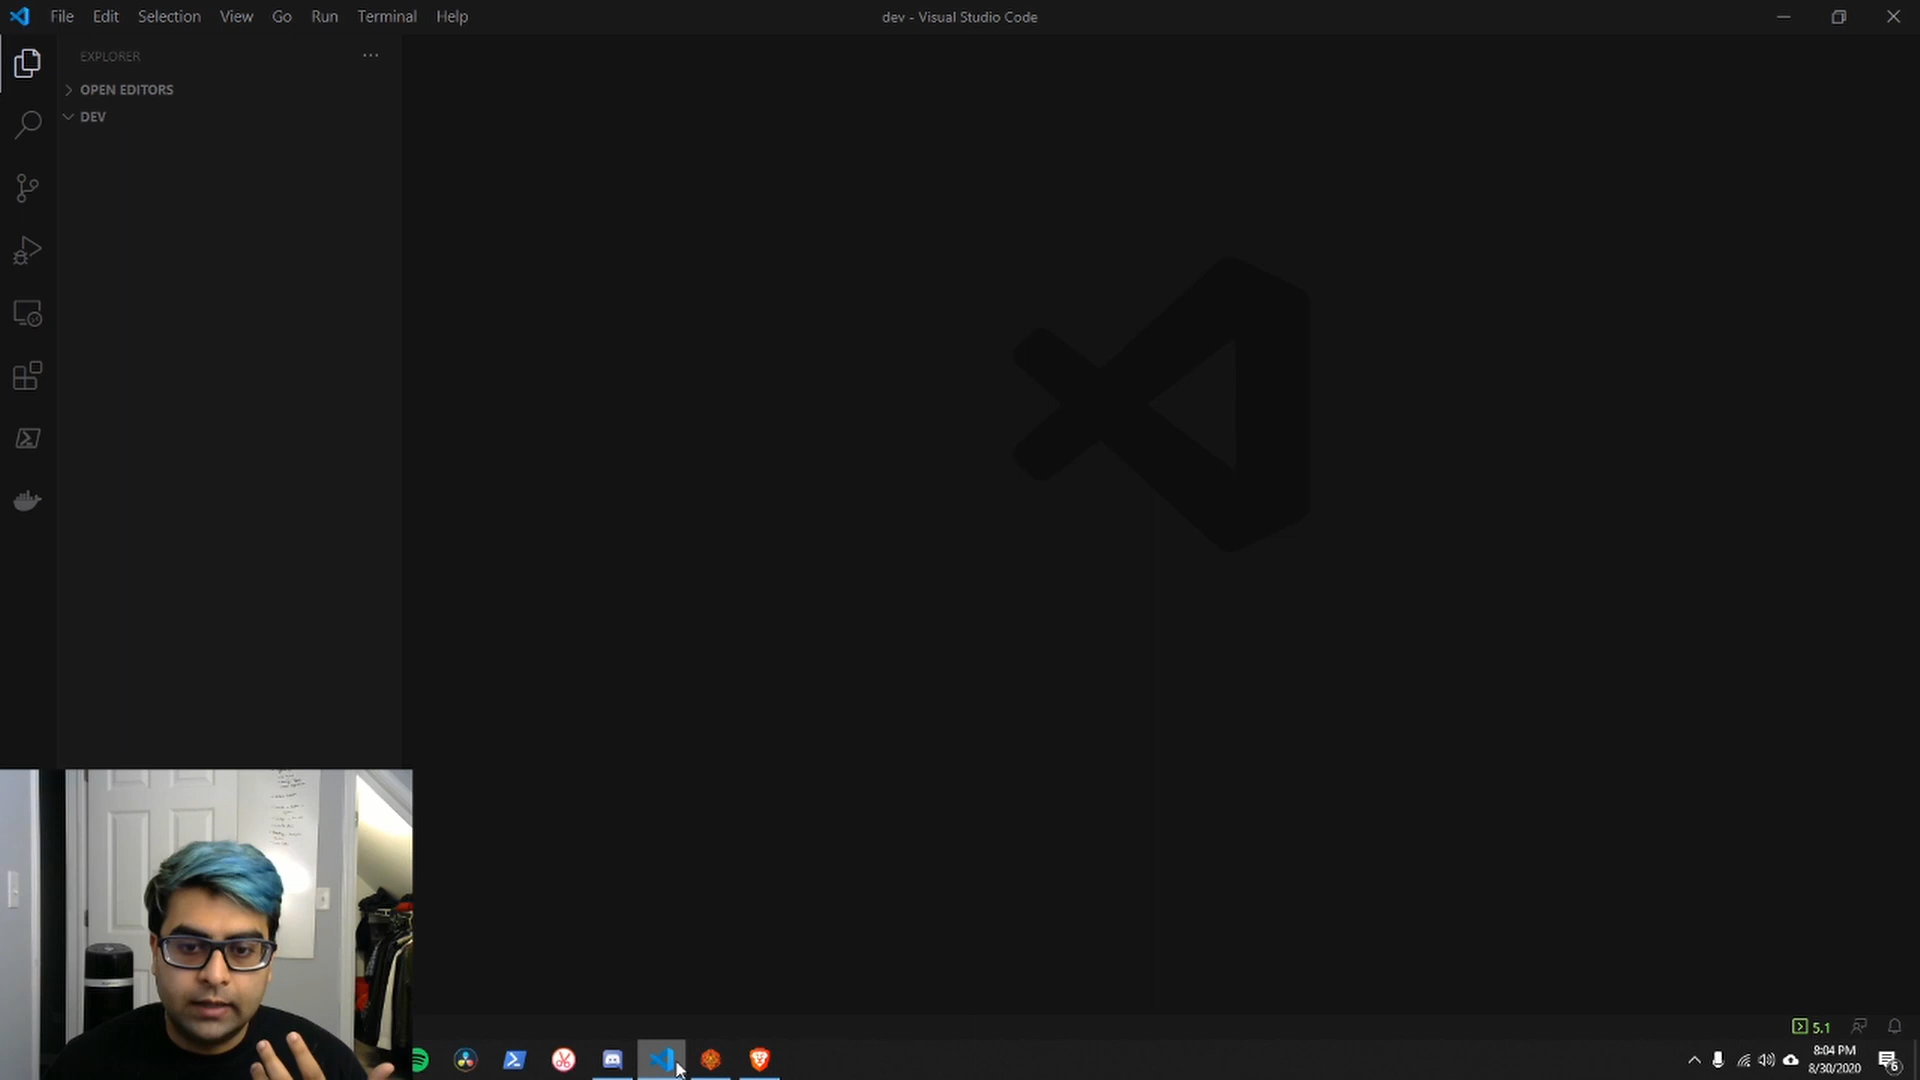 File Edit Selection View Go Run Terminal Help
dev - Visual Studio Code
EXPLORER
OPEN EDITORS
DEV
5.1
8:04 PM
8/30/2020
6